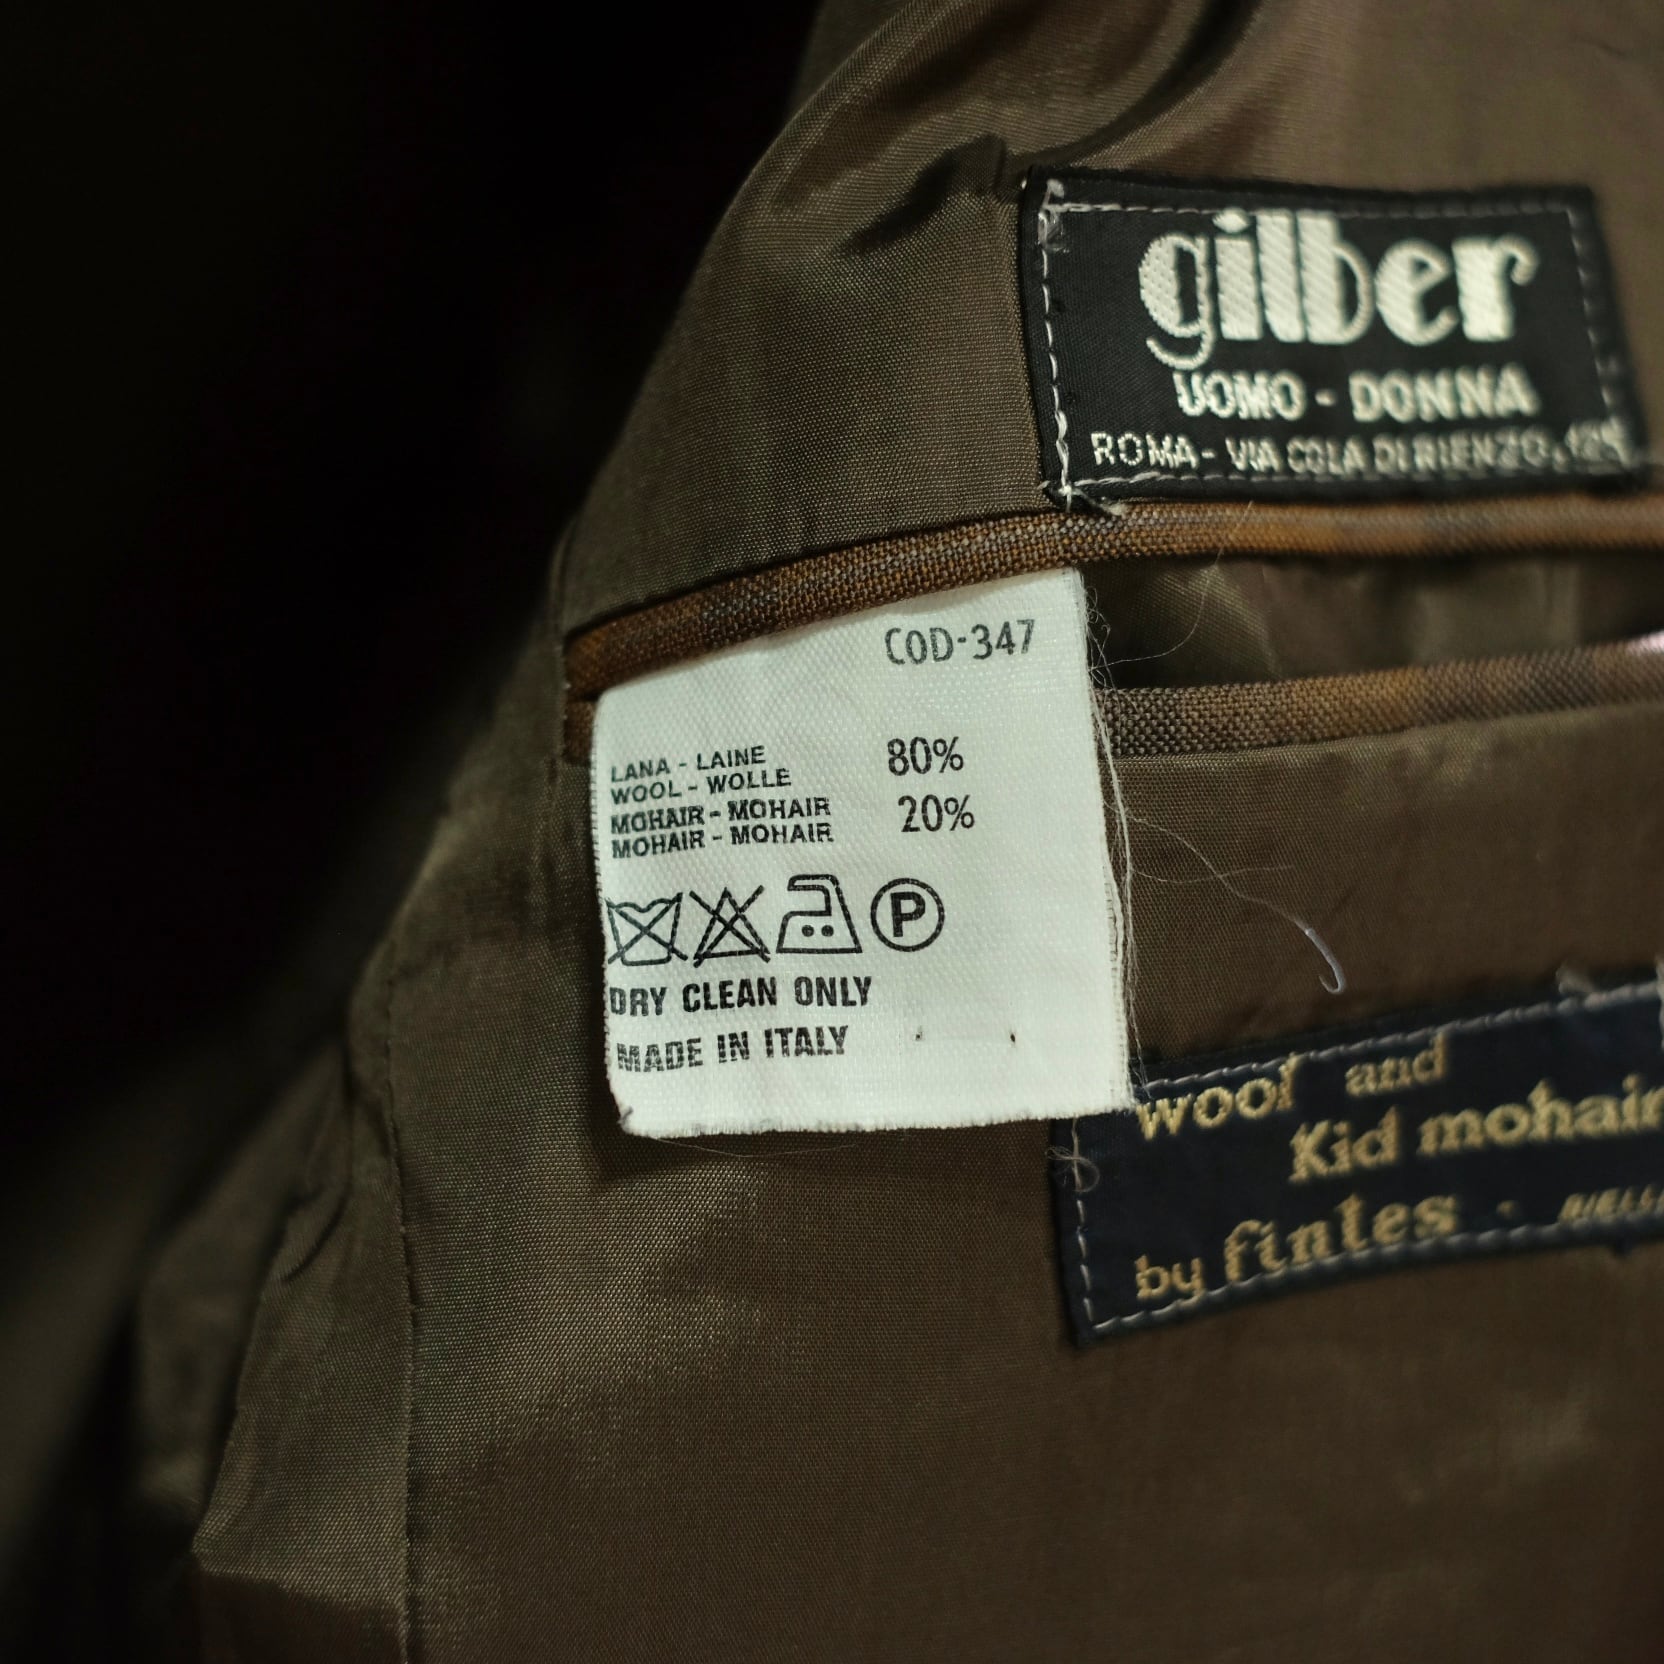 gilber
UOMO - DONNA
ROMA - VIA COLA DI RIENZO,
COD-347
LANA - LAINE 80%
WOOL - WOLLE
MOHAIR - MOHAIR 20%
MOHAIR - MOHAIR
P
DRY CLEAN ONLY
MADE IN ITALY
wool and
Kid mohair
by fintes -